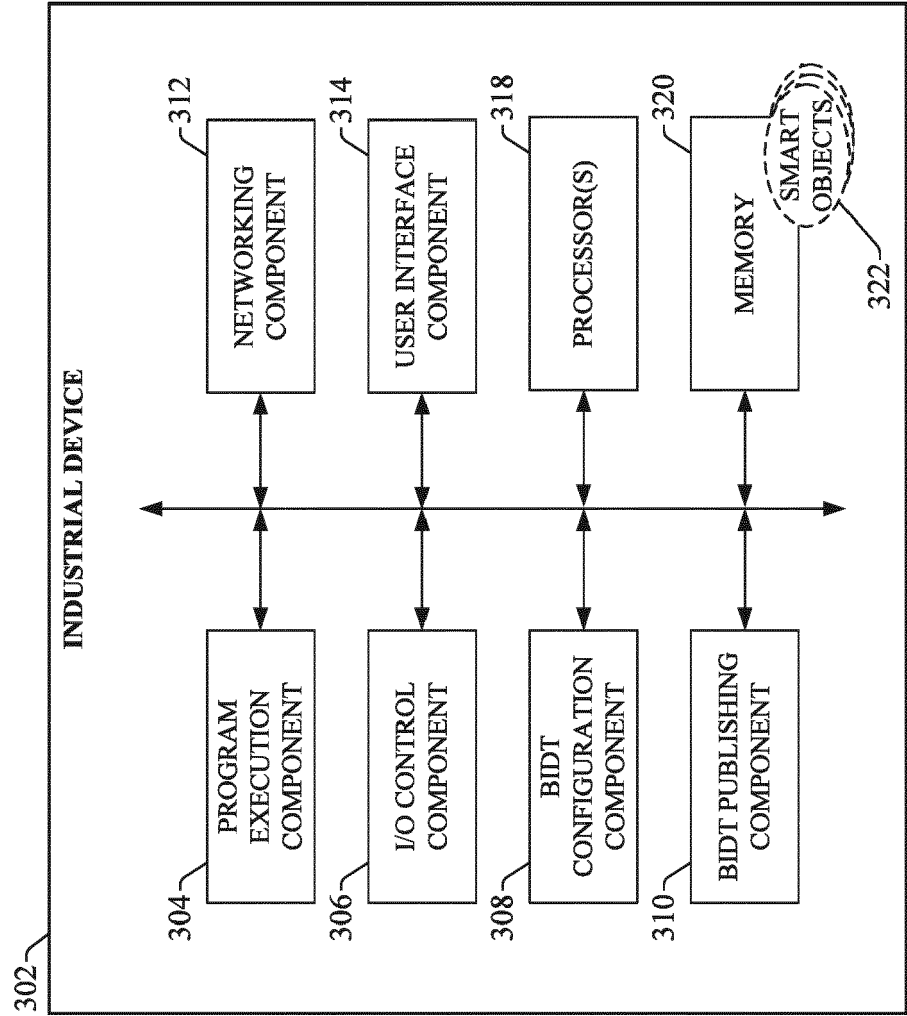 302
INDUSTRIAL DEVICE
304
PROGRAM
EXECUTION
COMPONENT
306
I/O CONTROL
COMPONENT
308
BIDT
CONFIGURATION
COMPONENT
310
BIDT PUBLISHING
COMPONENT
312
NETWORKING
COMPONENT
314
USER INTERFACE
COMPONENT
318
PROCESSOR(S)
320
MEMORY
SMART
OBJECTS
322